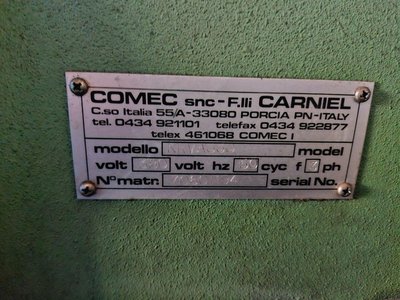 COMEC snc - F.lli CARNIEL
C.so Italia 55/A-33080 PORCIA PN-ITALY
tel. 0434 921101 telefax 0434 922877
telex 461068 COMEC I
modello model
volt volt hz cyc f ph
N° matr. serial No.